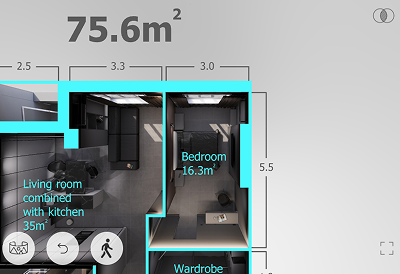 75.6m²
2.5
3.3
3.0
Bedroom
16.3m²
5.5
Living room
combined
with kitchen
35m²
Wardrobe